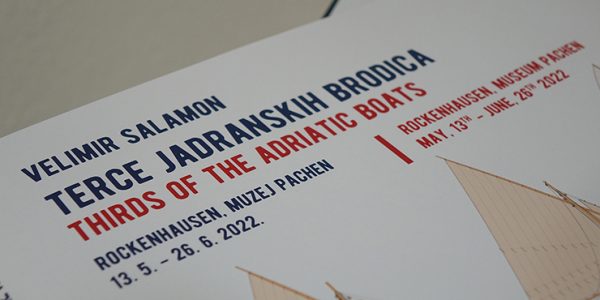 VELIMIR SALAMON
TERCE JADRANSKIH BRODICA
THIRDS OF THE ADRIATIC BOATS
ROCKENHAUSEN, MUZEJ PACHEN
13. 5. - 26. 6. 2022.
ROCKENHAUSEN, MUSEUM PACHEN
MAY, 13TH - JUNE, 26TH 2022